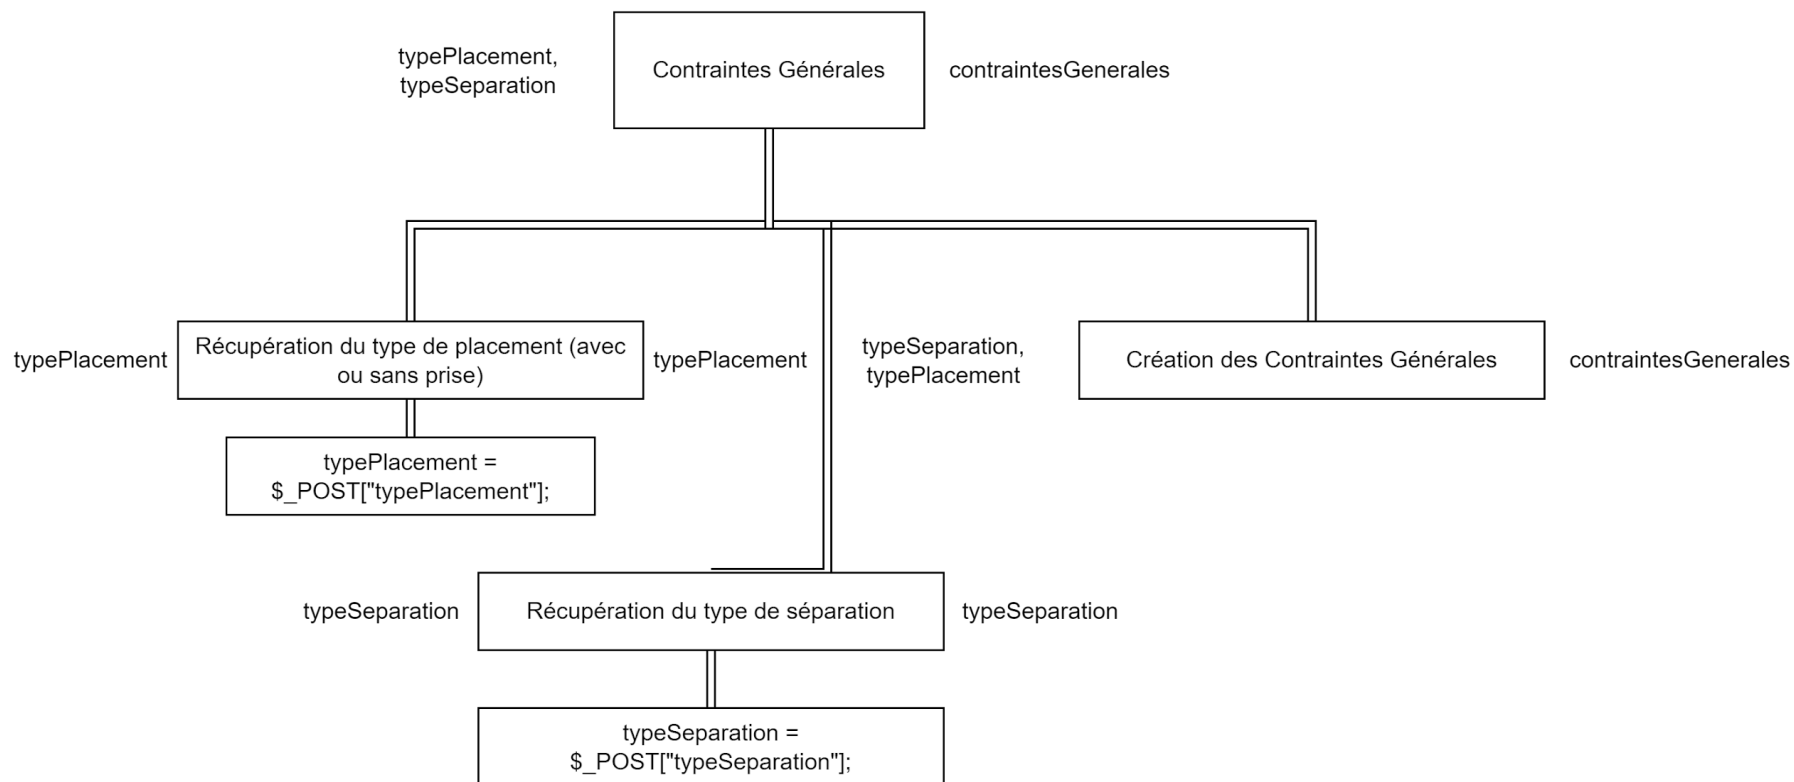 typePlacement,
typeSeparation
Contraintes Générales
contraintesGenerales
typePlacement
Récupération du type de placement (avec
ou sans prise)
typePlacement
typeSeparation,
typePlacement
Création des Contraintes Générales
contraintesGenerales
typePlacement =
$_POST["typePlacement"];
typeSeparation
Récupération du type de séparation
typeSeparation
typeSeparation =
$_POST["typeSeparation"];